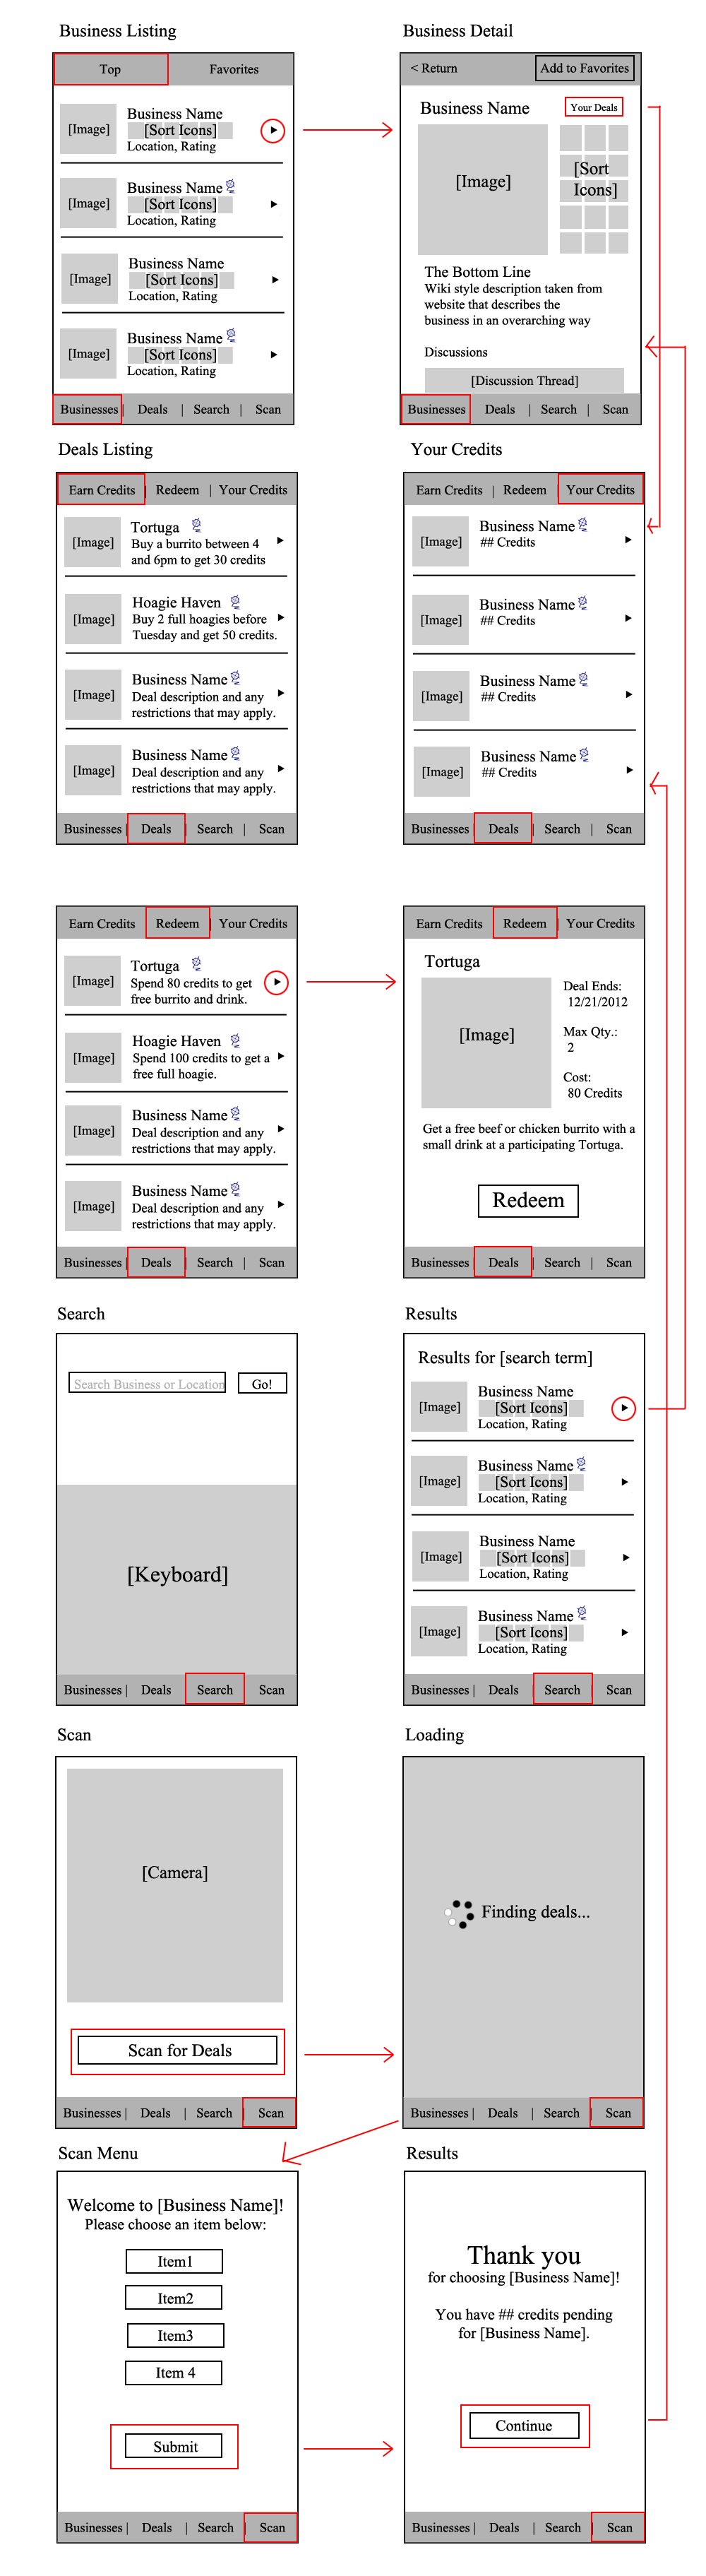 Business Listing
Top
Favorites
[Image]
Business Name
[Sort Icons]
Location, Rating
[Image]
Business Name
[Sort Icons]
Location, Rating
[Image]
Business Name
[Sort Icons]
Location, Rating
[Image]
Business Name
[Sort Icons]
Location, Rating
Businesses | Deals | Search | Scan
Business Detail
< Return
Add to Favorites
Business Name
Your Deals
[Image]
[Sort
Icons]
The Bottom Line
Wiki style description taken from
website that describes the
business in an overarching way
Discussions
[Discussion Thread]
Businesses | Deals | Search | Scan
Deals Listing
Earn Credits | Redeem | Your Credits
[Image]
Tortuga
Buy a burrito between 4
and 6pm to get 30 credits
[Image]
Hoagie Haven
Buy 2 full hoagies before
Tuesday and get 50 credits.
[Image]
Business Name
Deal description and any
restrictions that may apply.
[Image]
Business Name
Deal description and any
restrictions that may apply.
Businesses | Deals | Search | Scan
Your Credits
Earn Credits | Redeem | Your Credits
[Image]
Business Name
## Credits
[Image]
Business Name
## Credits
[Image]
Business Name
## Credits
[Image]
Business Name
## Credits
Businesses | Deals | Search | Scan
Earn Credits | Redeem | Your Credits
[Image]
Tortuga
Spend 80 credits to get
free burrito and drink.
[Image]
Hoagie Haven
Spend 100 credits to get a
free full hoagie.
[Image]
Business Name
Deal description and any
restrictions that may apply.
[Image]
Business Name
Deal description and any
restrictions that may apply.
Businesses | Deals | Search | Scan
Earn Credits | Redeem | Your Credits
Tortuga
[Image]
Deal Ends:
12/21/2012
Max Qty.:
2
Cost:
80 Credits
Get a free beef or chicken burrito with a
small drink at a participating Tortuga.
Redeem
Businesses | Deals | Search | Scan
Search
Search Business or Location
Go!
[Keyboard]
Businesses | Deals | Search | Scan
Results
Results for [search term]
[Image]
Business Name
[Sort Icons]
Location, Rating
[Image]
Business Name
[Sort Icons]
Location, Rating
[Image]
Business Name
[Sort Icons]
Location, Rating
[Image]
Business Name
[Sort Icons]
Location, Rating
Businesses | Deals | Search | Scan
Scan
[Camera]
Scan for Deals
Businesses | Deals | Search | Scan
Loading
Finding deals...
Businesses | Deals | Search | Scan
Scan Menu
Welcome to [Business Name]!
Please choose an item below:
Item1
Item2
Item3
Item 4
Submit
Businesses | Deals | Search | Scan
Results
Thank you
for choosing [Business Name]!
You have ## credits pending
for [Business Name].
Continue
Businesses | Deals | Search | Scan